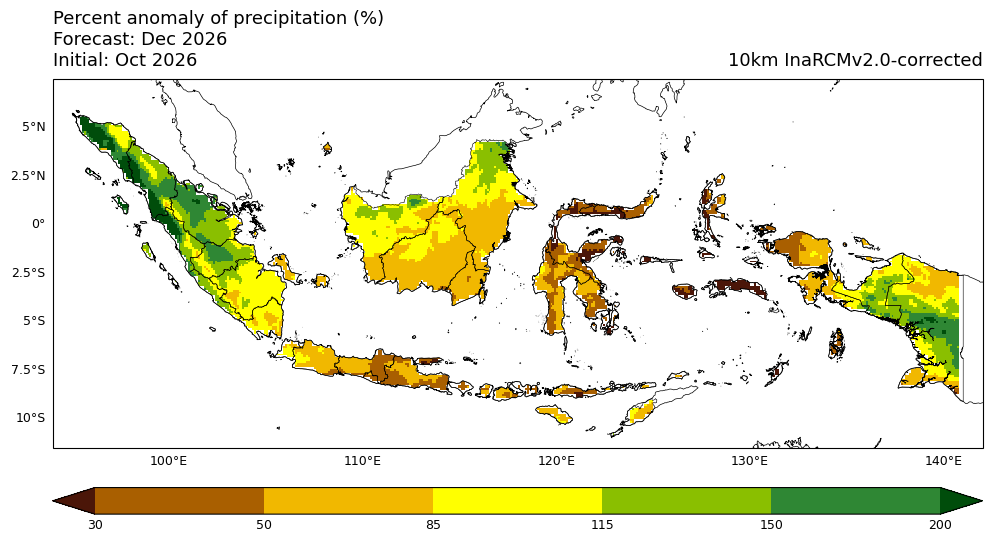 Percent anomaly of precipitation (%)
Forecast: Dec 2026
Initial: Oct 2026
10km InaRCMv2.0-corrected
5°N
2.5°N
0°
2.5°S
5°S
7.5°S
10°S
100°E 110°E 120°E 130°E 140°E
30 50 85 115 150 200